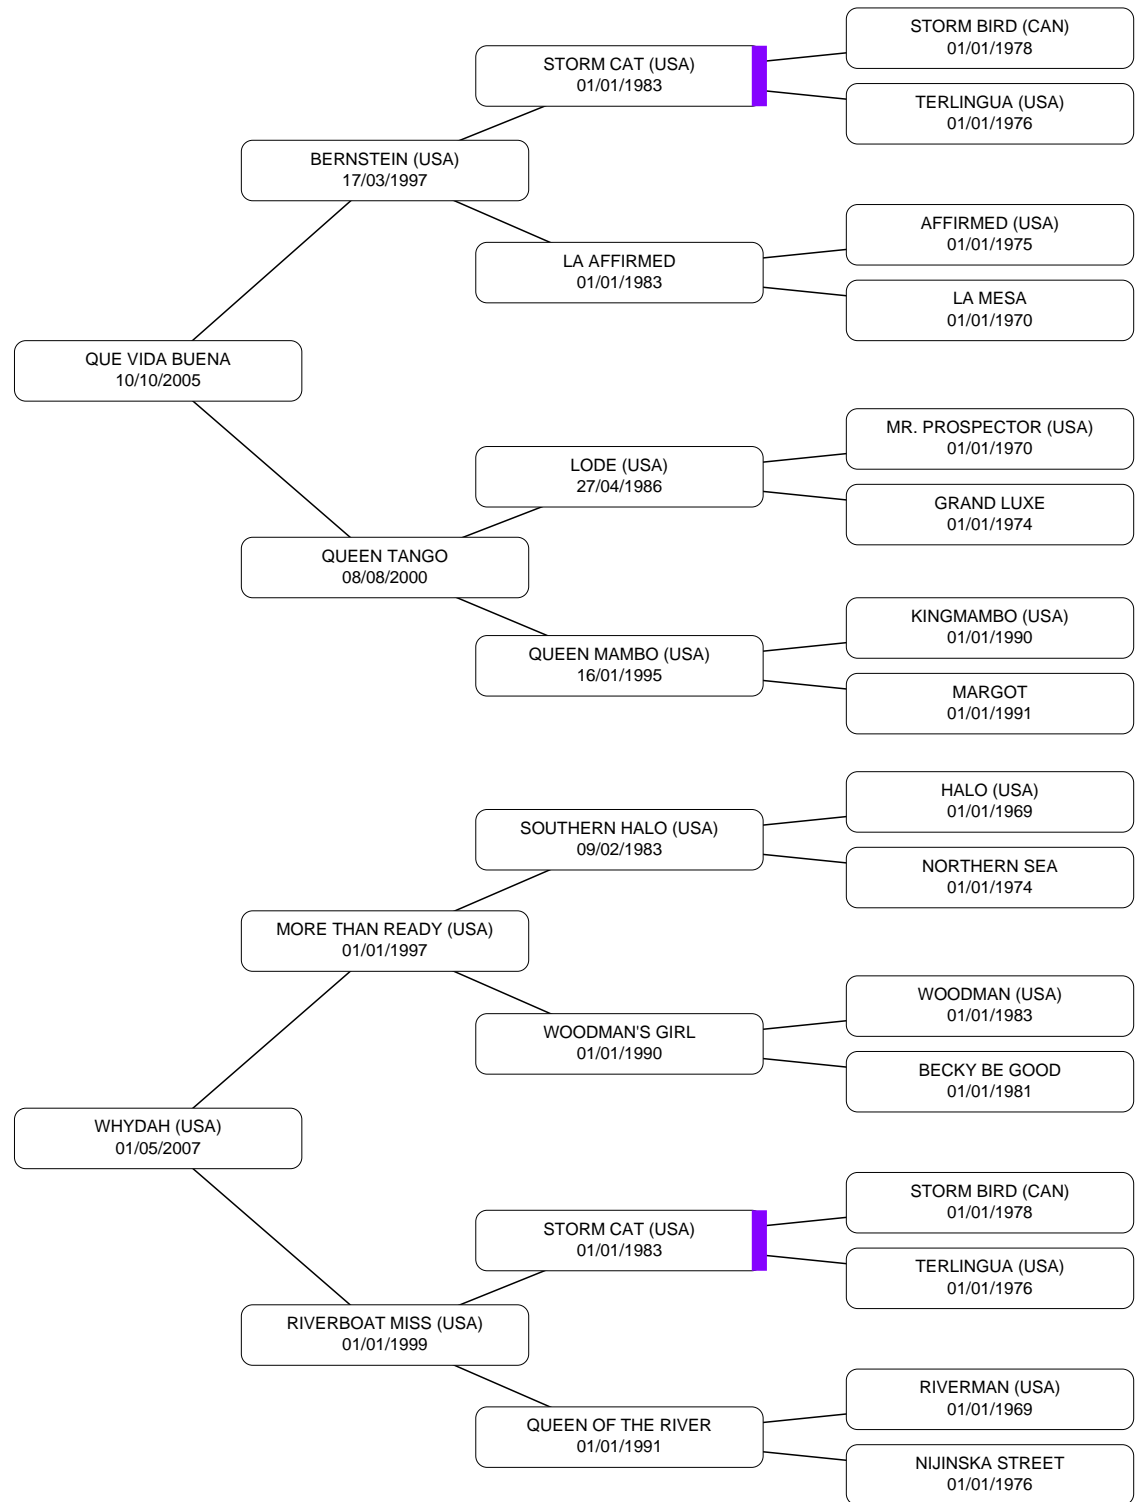 STORM BIRD (CAN)
01/01/1978
STORM CAT (USA)
01/01/1983
TERLINGUA (USA)
01/01/1976
BERNSTEIN (USA)
17/03/1997
AFFIRMED (USA)
01/01/1975
LA AFFIRMED
01/01/1983
LA MESA
01/01/1970
QUE VIDA BUENA
10/10/2005
MR. PROSPECTOR (USA)
01/01/1970
LODE (USA)
27/04/1986
GRAND LUXE
01/01/1974
QUEEN TANGO
08/08/2000
KINGMAMBO (USA)
01/01/1990
QUEEN MAMBO (USA)
16/01/1995
MARGOT
01/01/1991
HALO (USA)
01/01/1969
SOUTHERN HALO (USA)
09/02/1983
NORTHERN SEA
01/01/1974
MORE THAN READY (USA)
01/01/1997
WOODMAN (USA)
01/01/1983
WOODMAN'S GIRL
01/01/1990
BECKY BE GOOD
01/01/1981
WHYDAH (USA)
01/05/2007
STORM BIRD (CAN)
01/01/1978
STORM CAT (USA)
01/01/1983
TERLINGUA (USA)
01/01/1976
RIVERBOAT MISS (USA)
01/01/1999
RIVERMAN (USA)
01/01/1969
QUEEN OF THE RIVER
01/01/1991
NIJINSKA STREET
01/01/1976